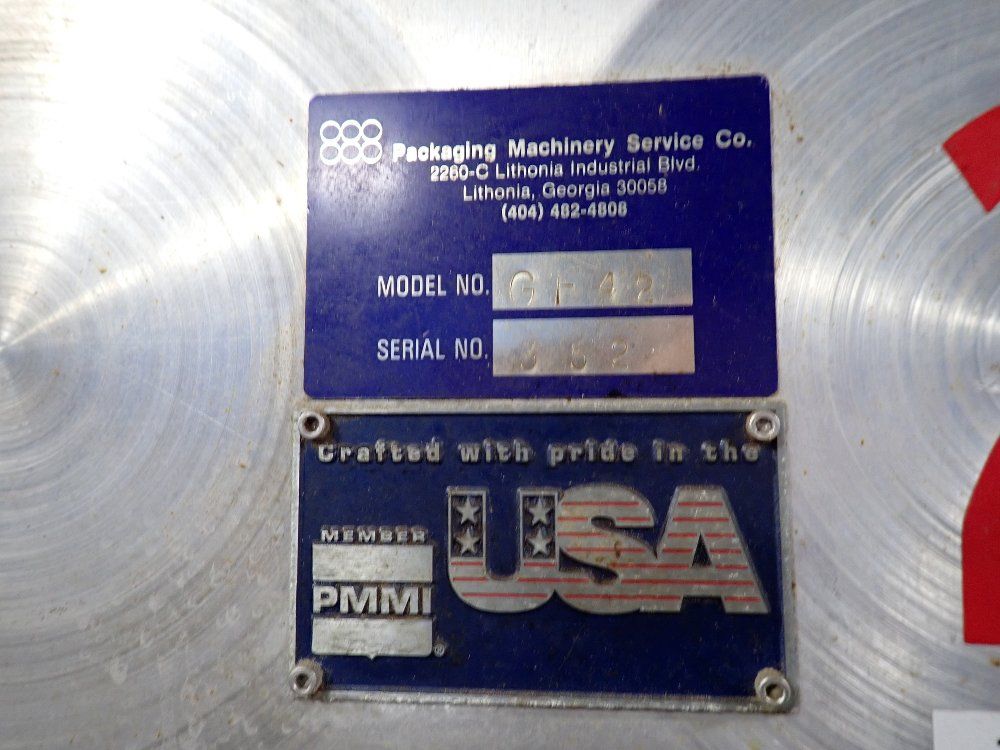 Packaging Machinery Service Co.
2260-C Lithonia Industrial Blvd.
Lithonia, Georgia 30058
(404) 482-4808
MODEL NO. GF42
SERIAL NO. 352
Crafted with pride in the
USA
MEMBER
PMMI
®